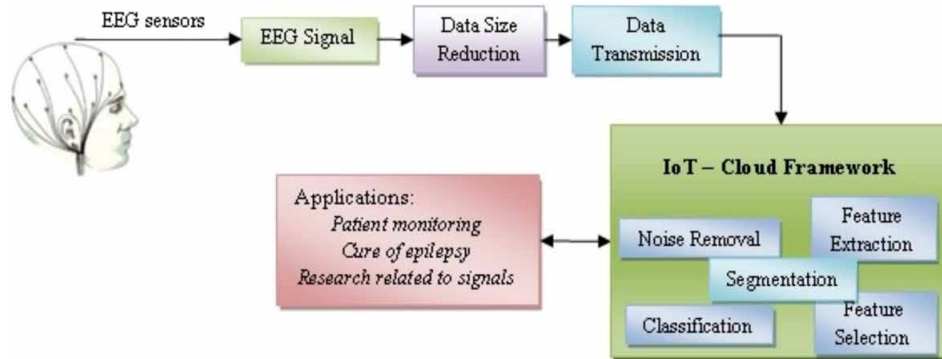 EEG sensors
EEG Signal
Data Size
Reduction
Data
Transmission
IoT – Cloud Framework
Noise Removal
Feature
Extraction
Segmentation
Classification
Feature
Selection
Applications:
Patient monitoring
Cure of epilepsy
Research related to signals